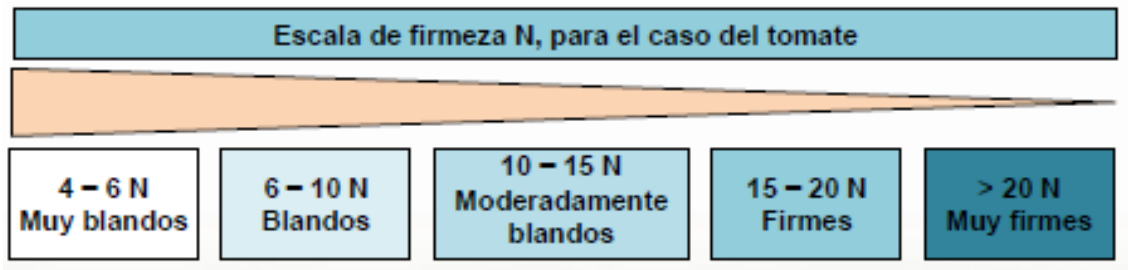 Escala de firmeza N, para el caso del tomate
4 – 6 N
Muy blandos
6 – 10 N
Blandos
10 – 15 N
Moderadamente
blandos
15 – 20 N
Firmes
> 20 N
Muy firmes